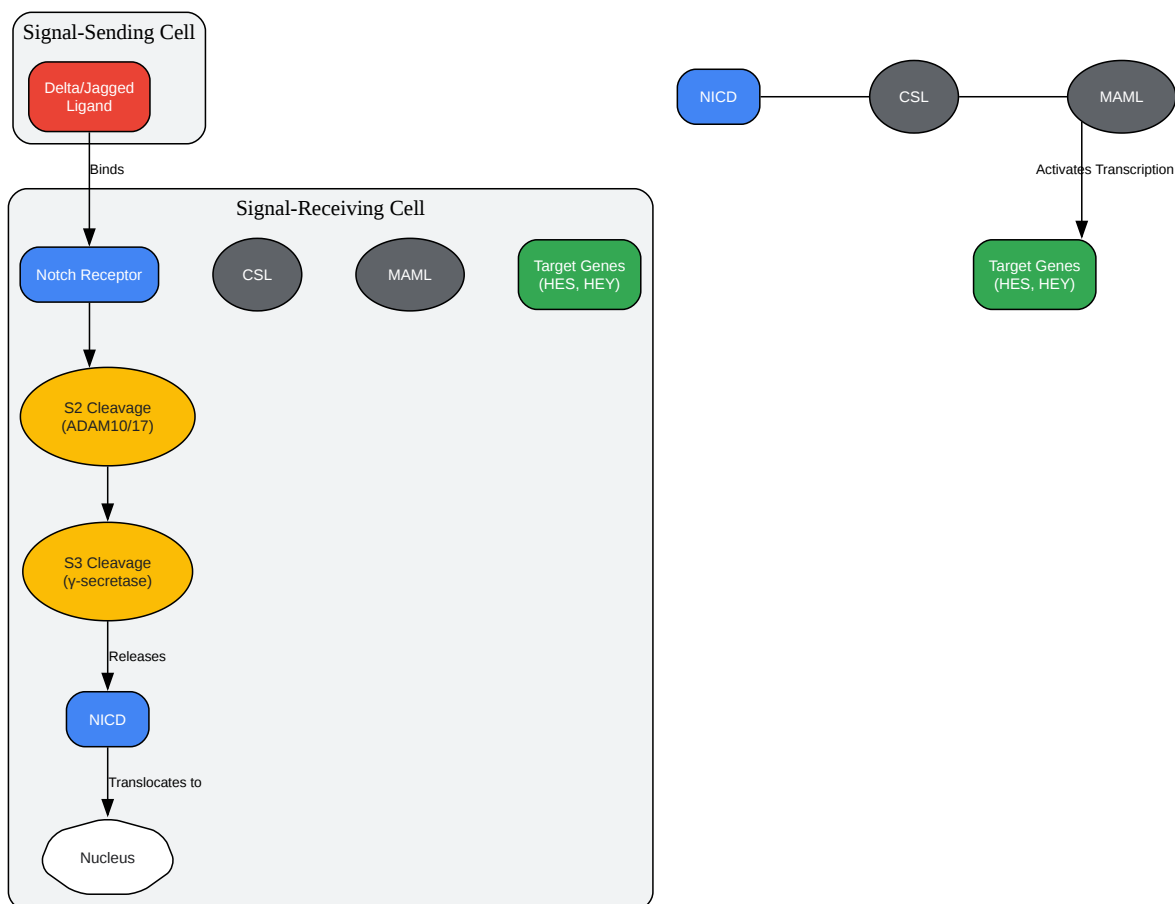 Signal-Sending Cell
Delta/Jagged
Ligand
Binds
Signal-Receiving Cell
Notch Receptor
CSL
MAML
Target Genes
(HES, HEY)
S2 Cleavage
(ADAM10/17)
S3 Cleavage
(γ-secretase)
Releases
NICD
Translocates to
Nucleus
NICD
CSL
MAML
Activates Transcription
Target Genes
(HES, HEY)